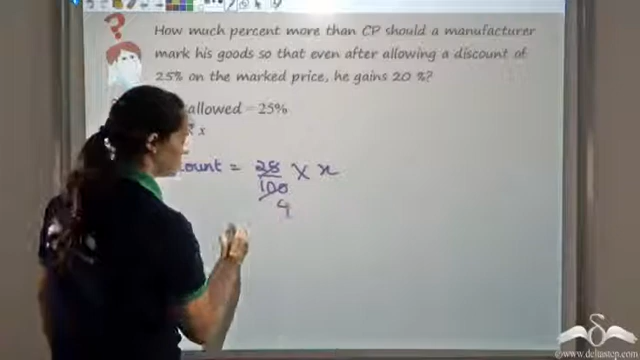 How much percent more than CP should a manufacturer
mark his goods so that even after allowing a discount of
25% on the marked price, he gains 20 %?
allowed = 25%
x
count = 25/100 × x
4
www.deltastep.com